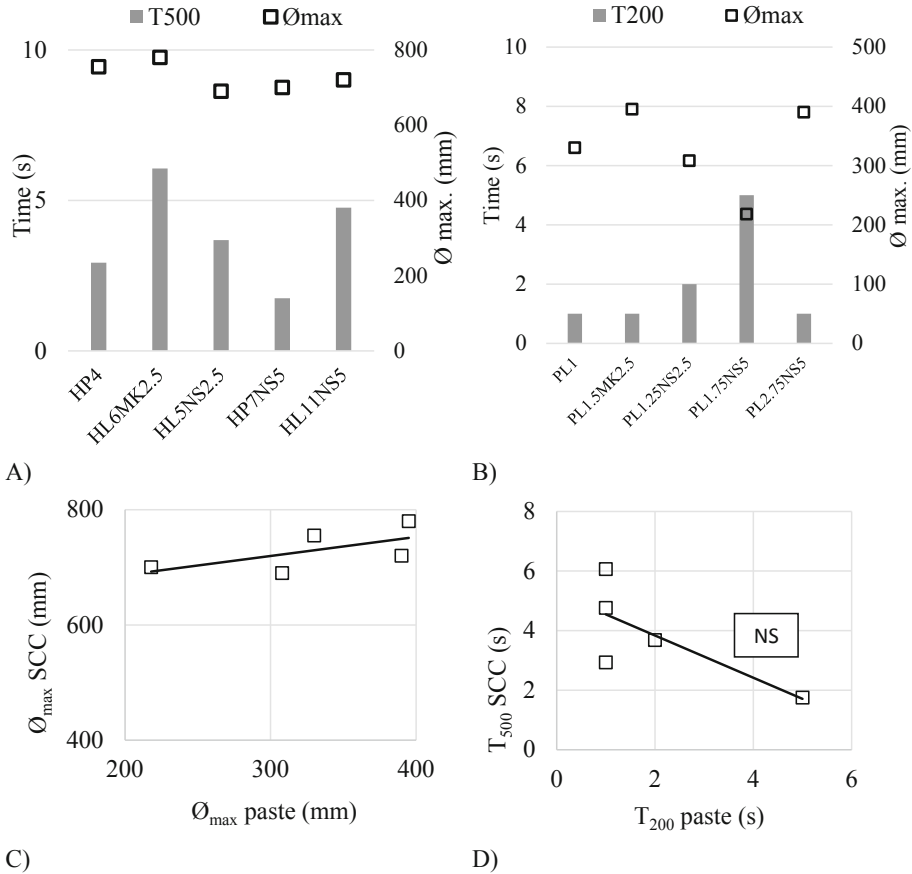 T500 Ømax
10
5
0
Time (s)
800
600
400
200
0
Ø max. (mm)
HP4
HL6MK2.5
HL5NS2.5
HP7NS5
HL11NS5
A)
T200 Ømax
10
8
6
4
2
0
Time (s)
500
400
300
200
100
0
Ø max. (mm)
PL1
PL1.5MK2.5
PL1.25NS2.5
PL1.75NS5
PL2.75NS5
B)
800
600
400
Ømax SCC (mm)
200 300 400
Ømax paste (mm)
C)
8
6
4
2
0
T500 SCC (s)
NS
0 2 4 6
T200 paste (s)
D)